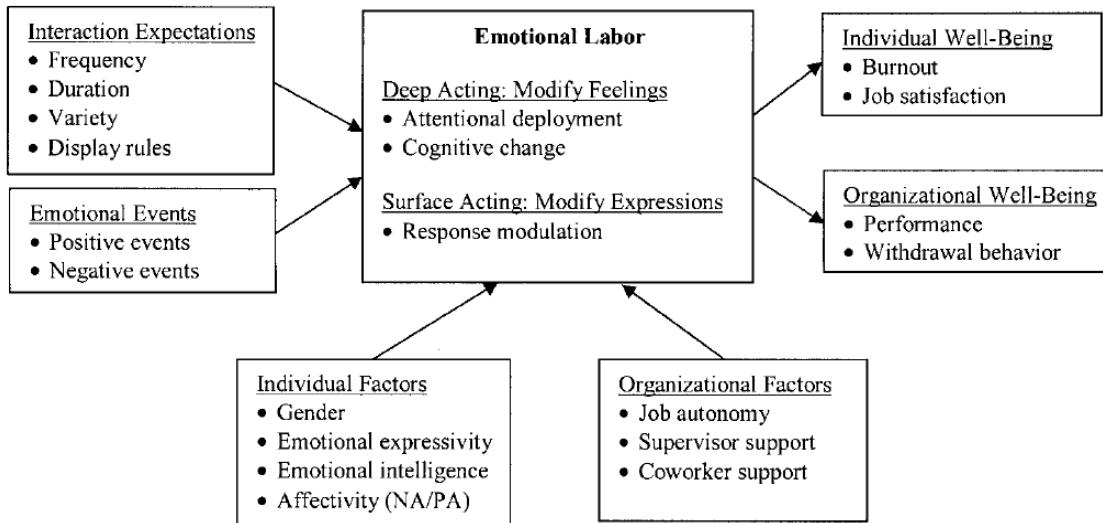 Interaction Expectations
• Frequency
• Duration
• Variety
• Display rules
Emotional Events
• Positive events
• Negative events
Emotional Labor
Deep Acting: Modify Feelings
• Attentional deployment
• Cognitive change
Surface Acting: Modify Expressions
• Response modulation
Individual Well-Being
• Burnout
• Job satisfaction
Organizational Well-Being
• Performance
• Withdrawal behavior
Individual Factors
• Gender
• Emotional expressivity
• Emotional intelligence
• Affectivity (NA/PA)
Organizational Factors
• Job autonomy
• Supervisor support
• Coworker support